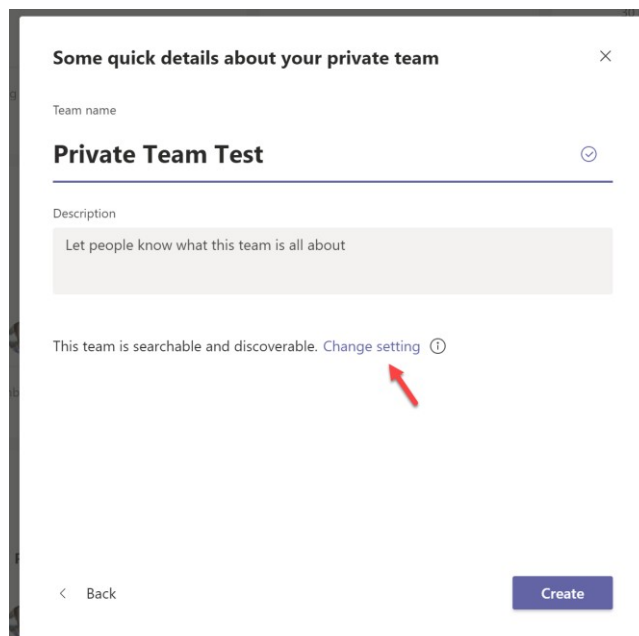 Some quick details about your private team
Team name
Private Team Test
Description
Let people know what this team is all about
This team is searchable and discoverable. Change setting
Back
Create